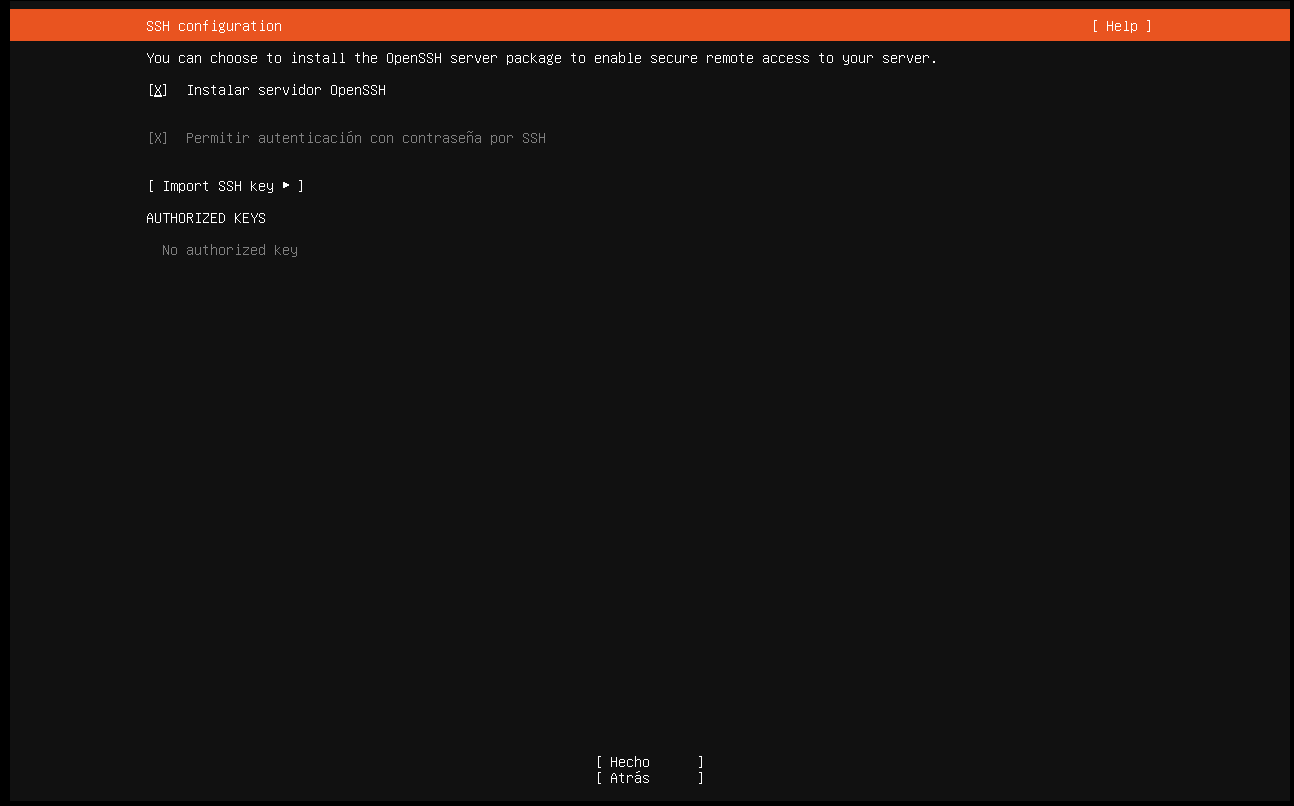 SSH configuration [ Help ]
You can choose to install the OpenSSH server package to enable secure remote access to your server.
[X] Instalar servidor OpenSSH
[X] Permitir autenticación con contraseña por SSH
[ Import SSH key ► ]
AUTHORIZED KEYS
No authorized key
[ Hecho ]
[ Atrás ]